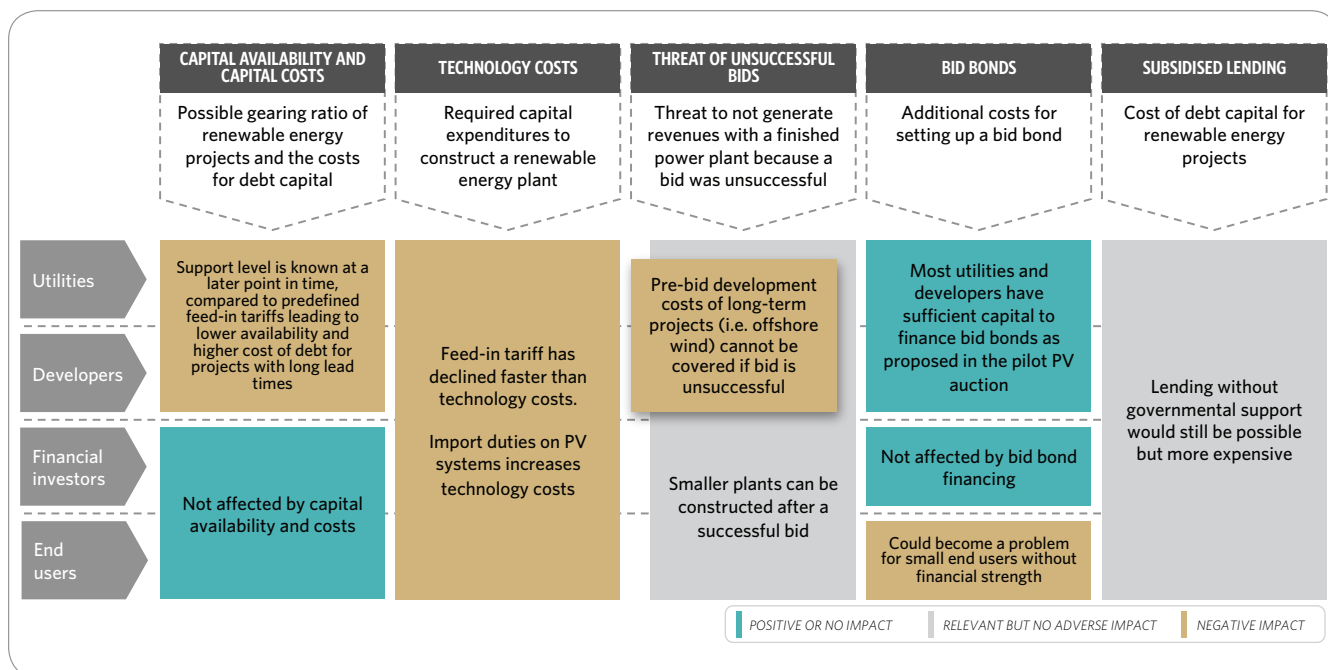 CAPITAL AVAILABILITY AND
CAPITAL COSTS
Possible gearing ratio of
renewable energy
projects and the costs
for debt capital
TECHNOLOGY COSTS
Required capital
expenditures to
construct a renewable
energy plant
THREAT OF UNSUCCESSFUL
BIDS
Threat to not generate
revenues with a finished
power plant because a
bid was unsuccessful
BID BONDS
Additional costs for
setting up a bid bond
SUBSIDISED LENDING
Cost of debt capital for
renewable energy
projects
Utilities
Developers
Financial
investors
End
users
Support level is known at a
later point in time,
compared to predefined
feed-in tariffs leading to
lower availability and
higher cost of debt for
projects with long lead
times
Not affected by capital
availability and costs
Feed-in tariff has
declined faster than
technology costs.
Import duties on PV
systems increases
technology costs
Pre-bid development
costs of long-term
projects (i.e. offshore
wind) cannot be
covered if bid is
unsuccessful
Smaller plants can be
constructed after a
successful bid
Most utilities and
developers have
sufficient capital to
finance bid bonds as
proposed in the pilot PV
auction
Not affected by bid bond
financing
Could become a problem
for small end users without
financial strength
Lending without
governmental support
would still be possible
but more expensive
POSITIVE OR NO IMPACT
RELEVANT BUT NO ADVERSE IMPACT
NEGATIVE IMPACT